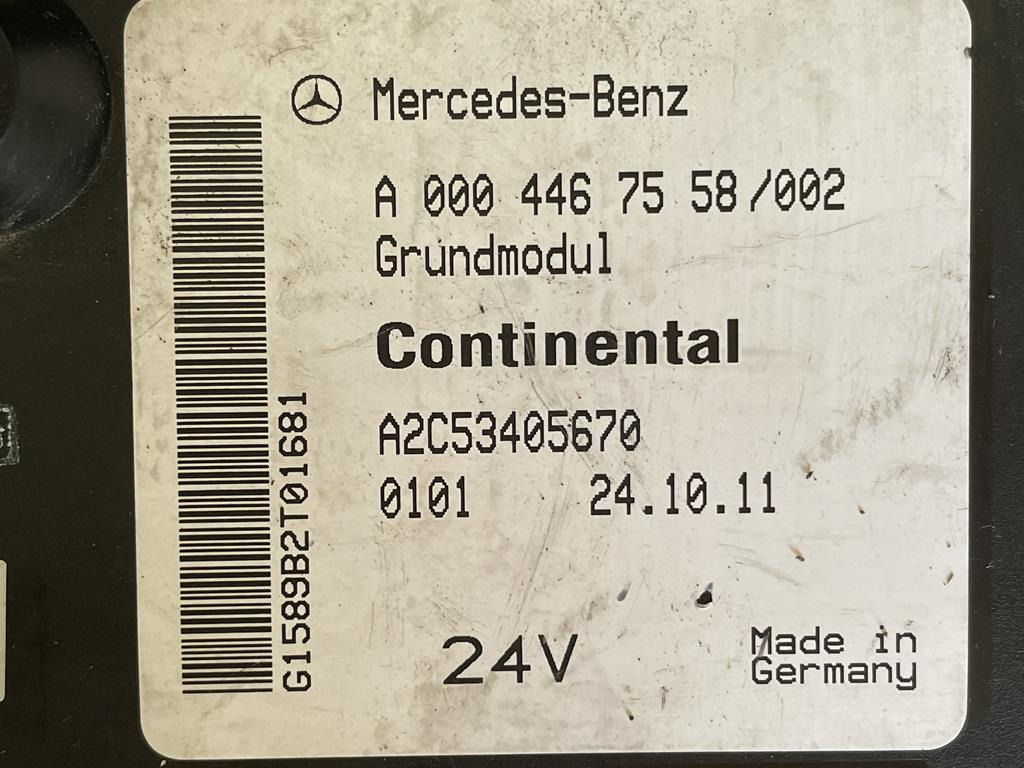 Mercedes-Benz
A 000 446 75 58/002
Grundmodul
Continental
A2C53405670
0101 24.10.11
24V
Made in
Germany
G1589B2T01681